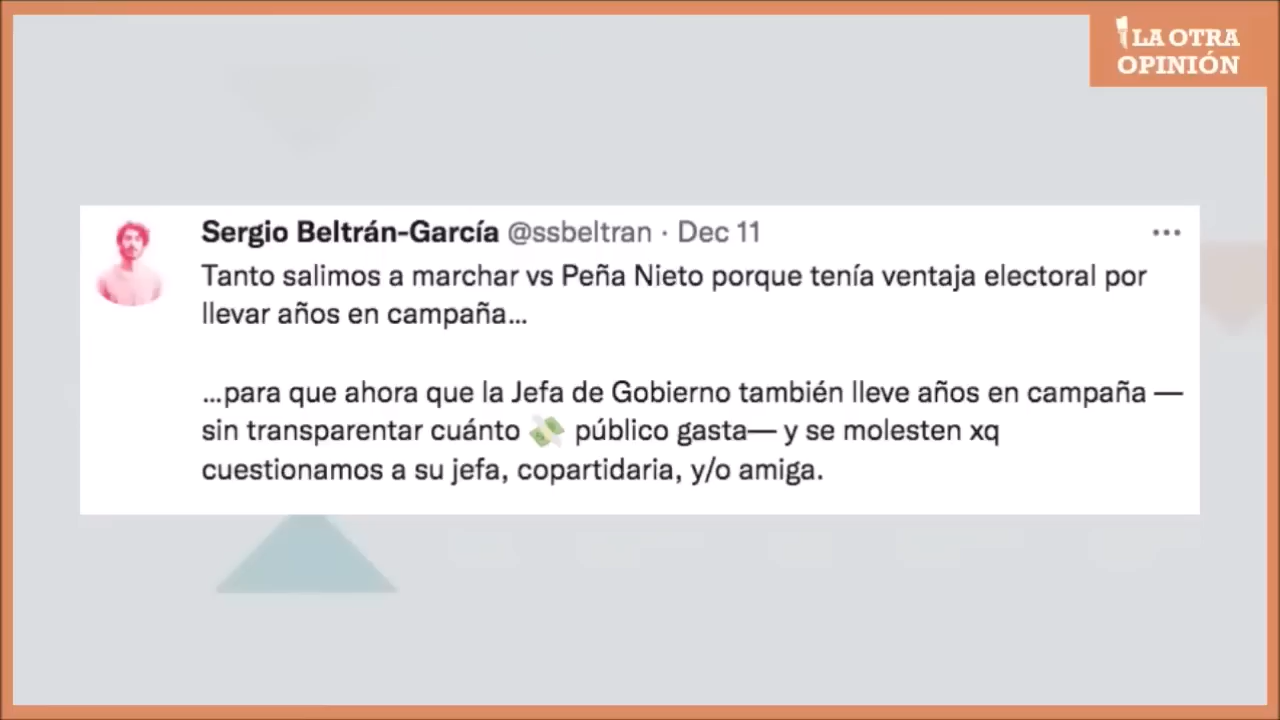 LA OTRA
OPINIÓN
Sergio Beltrán-García @ssbeltran · Dec 11
Tanto salimos a marchar vs Peña Nieto porque tenía ventaja electoral por
llevar años en campaña...
...para que ahora que la Jefa de Gobierno también lleve años en campaña —
sin transparentar cuánto 💸 público gasta— y se molesten xq
cuestionamos a su jefa, copartidaria, y/o amiga.